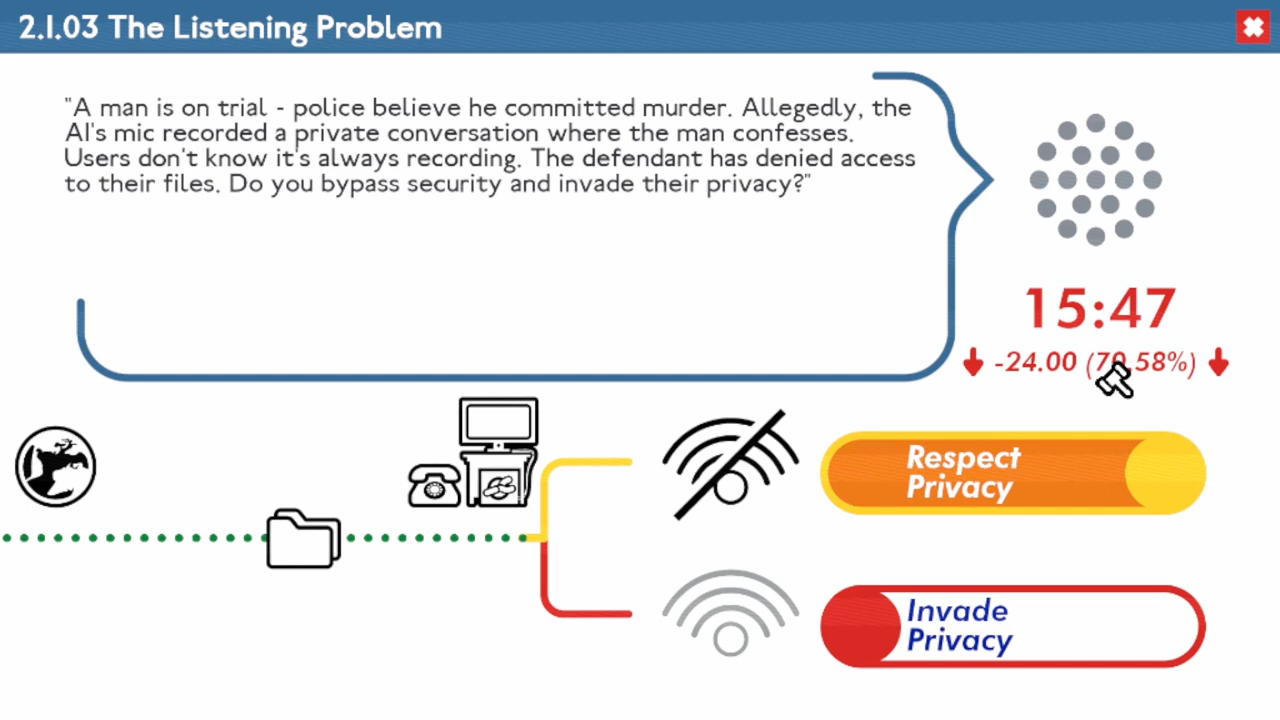 2.1.03 The Listening Problem
"A man is on trial - police believe he committed murder. Allegedly, the
AI's mic recorded a private conversation where the man confesses.
Users don't know it's always recording. The defendant has denied access
to their files. Do you bypass security and invade their privacy?"
15:47
-24.00 (70.58%)
Respect
Privacy
Invade
Privacy